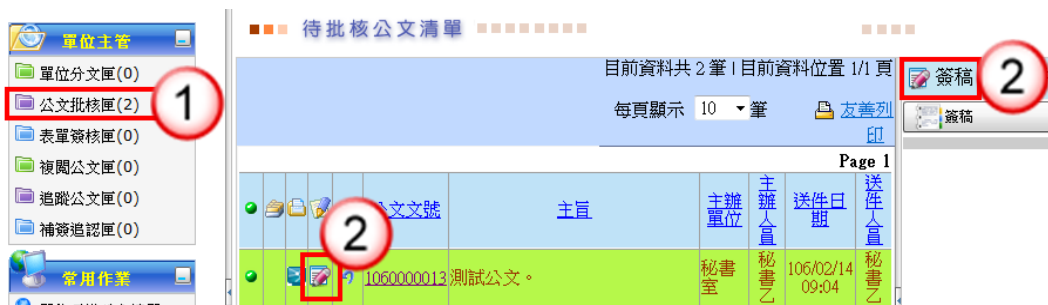 單位主管
單位分文匣(0)
公文批核匣(2)
表單簽核匣(0)
複閱公文匣(0)
追蹤公文匣(0)
補簽追認匣(0)
常用作業
1
待批核公文清單
目前資料共 2 筆 | 目前資料位置 1/1 頁
每頁顯示 10 筆 友善列
印
Page 1
公文文號 主旨 主辦單位 主辦人員 送件日期 送件人員
2
1060000013 測試公文。 秘書室 秘書乙 106/02/14 09:04 秘書乙
簽稿
2
簽稿